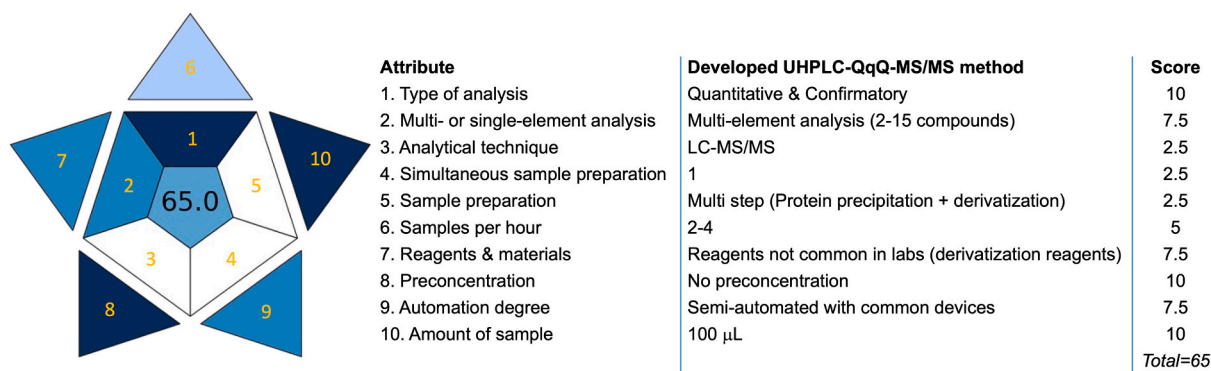 6
7
10
1
2
5
65.0
3
4
8
9
Attribute Developed UHPLC-QqQ-MS/MS method Score
1. Type of analysis Quantitative & Confirmatory 10
2. Multi- or single-element analysis Multi-element analysis (2-15 compounds) 7.5
3. Analytical technique LC-MS/MS 2.5
4. Simultaneous sample preparation 1 2.5
5. Sample preparation Multi step (Protein precipitation + derivatization) 2.5
6. Samples per hour 2-4 5
7. Reagents & materials Reagents not common in labs (derivatization reagents) 7.5
8. Preconcentration No preconcentration 10
9. Automation degree Semi-automated with common devices 7.5
10. Amount of sample 100 μL 10
Total=65